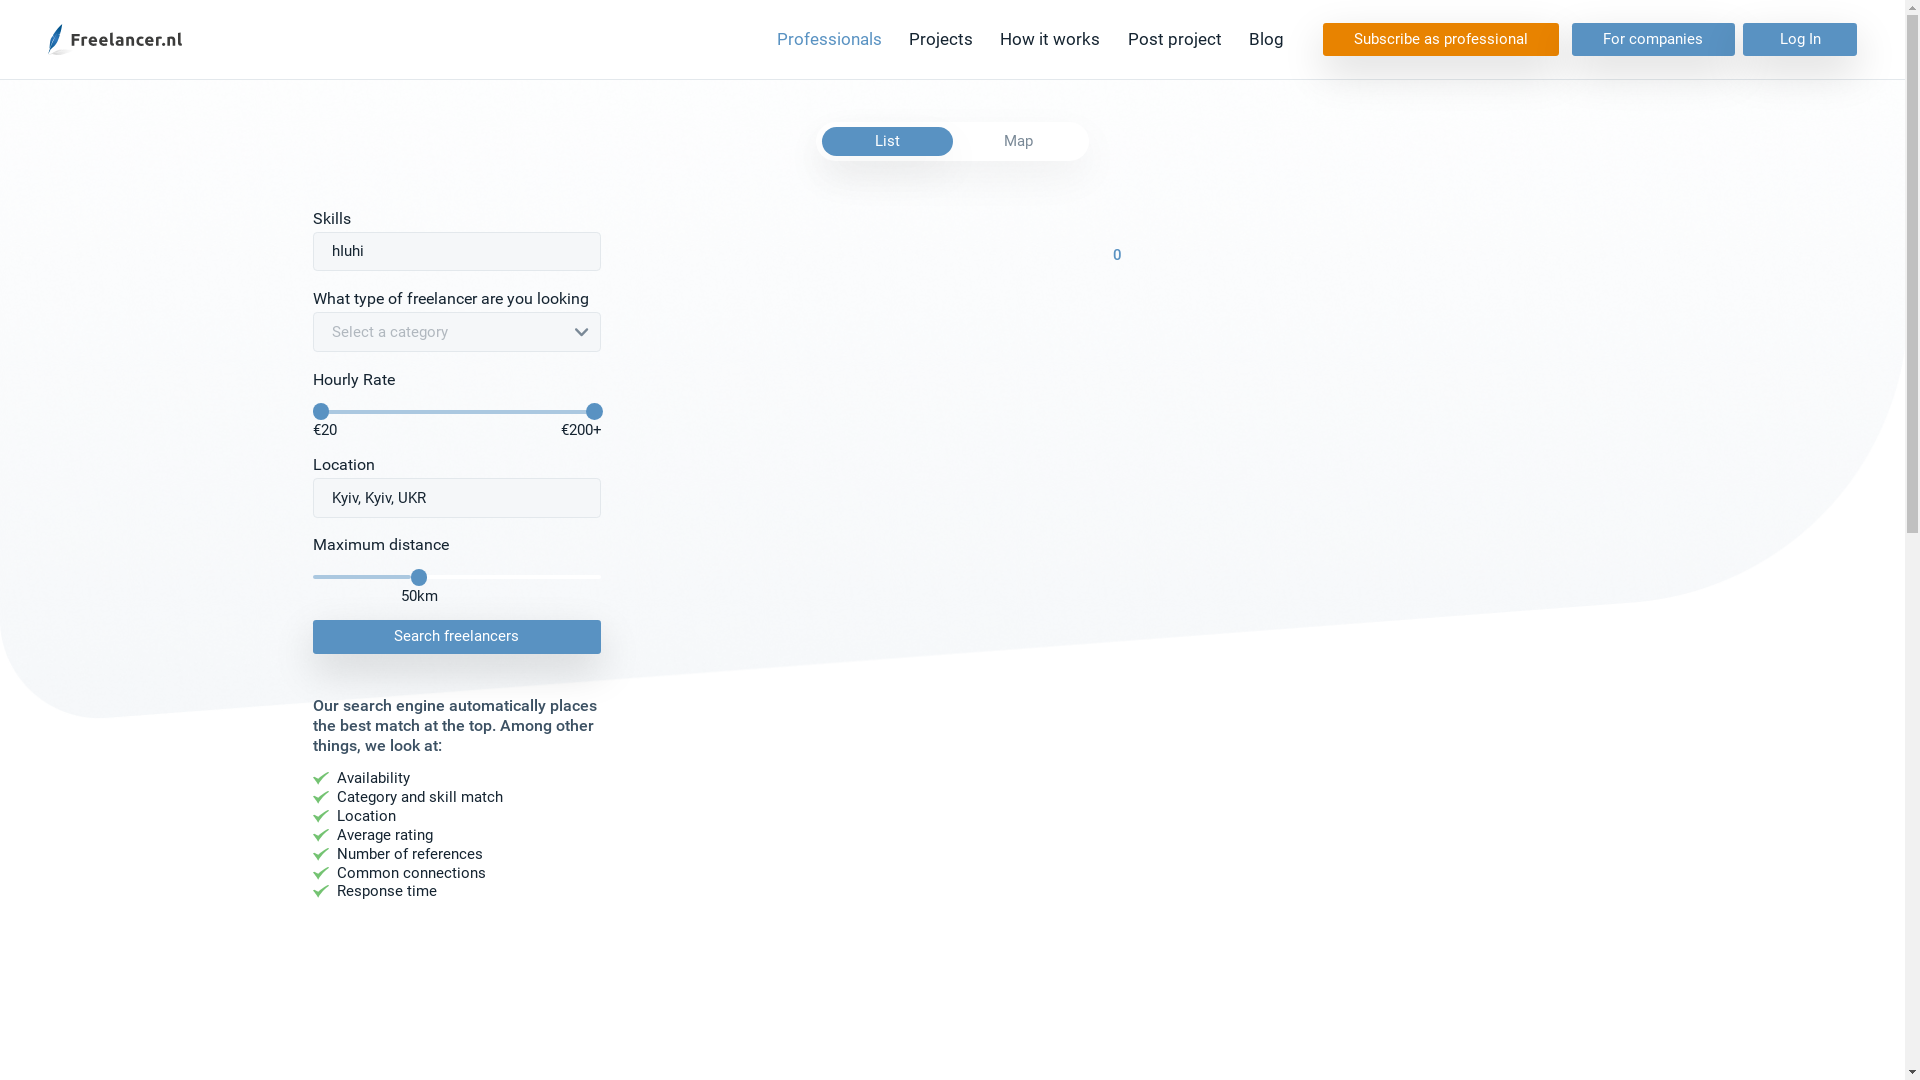 Freelancer.nl
Professionals
Projects
How it works
Post project
Blog
Subscribe as professional
For companies
Log In
List
Map
Skills
hluhi
0
What type of freelancer are you looking
Select a category
Hourly Rate
€20
€200+
Location
Kyiv, Kyiv, UKR
Maximum distance
50km
Search freelancers
Our search engine automatically places
the best match at the top. Among other
things, we look at:
Availability
Category and skill match
Location
Average rating
Number of references
Common connections
Response time